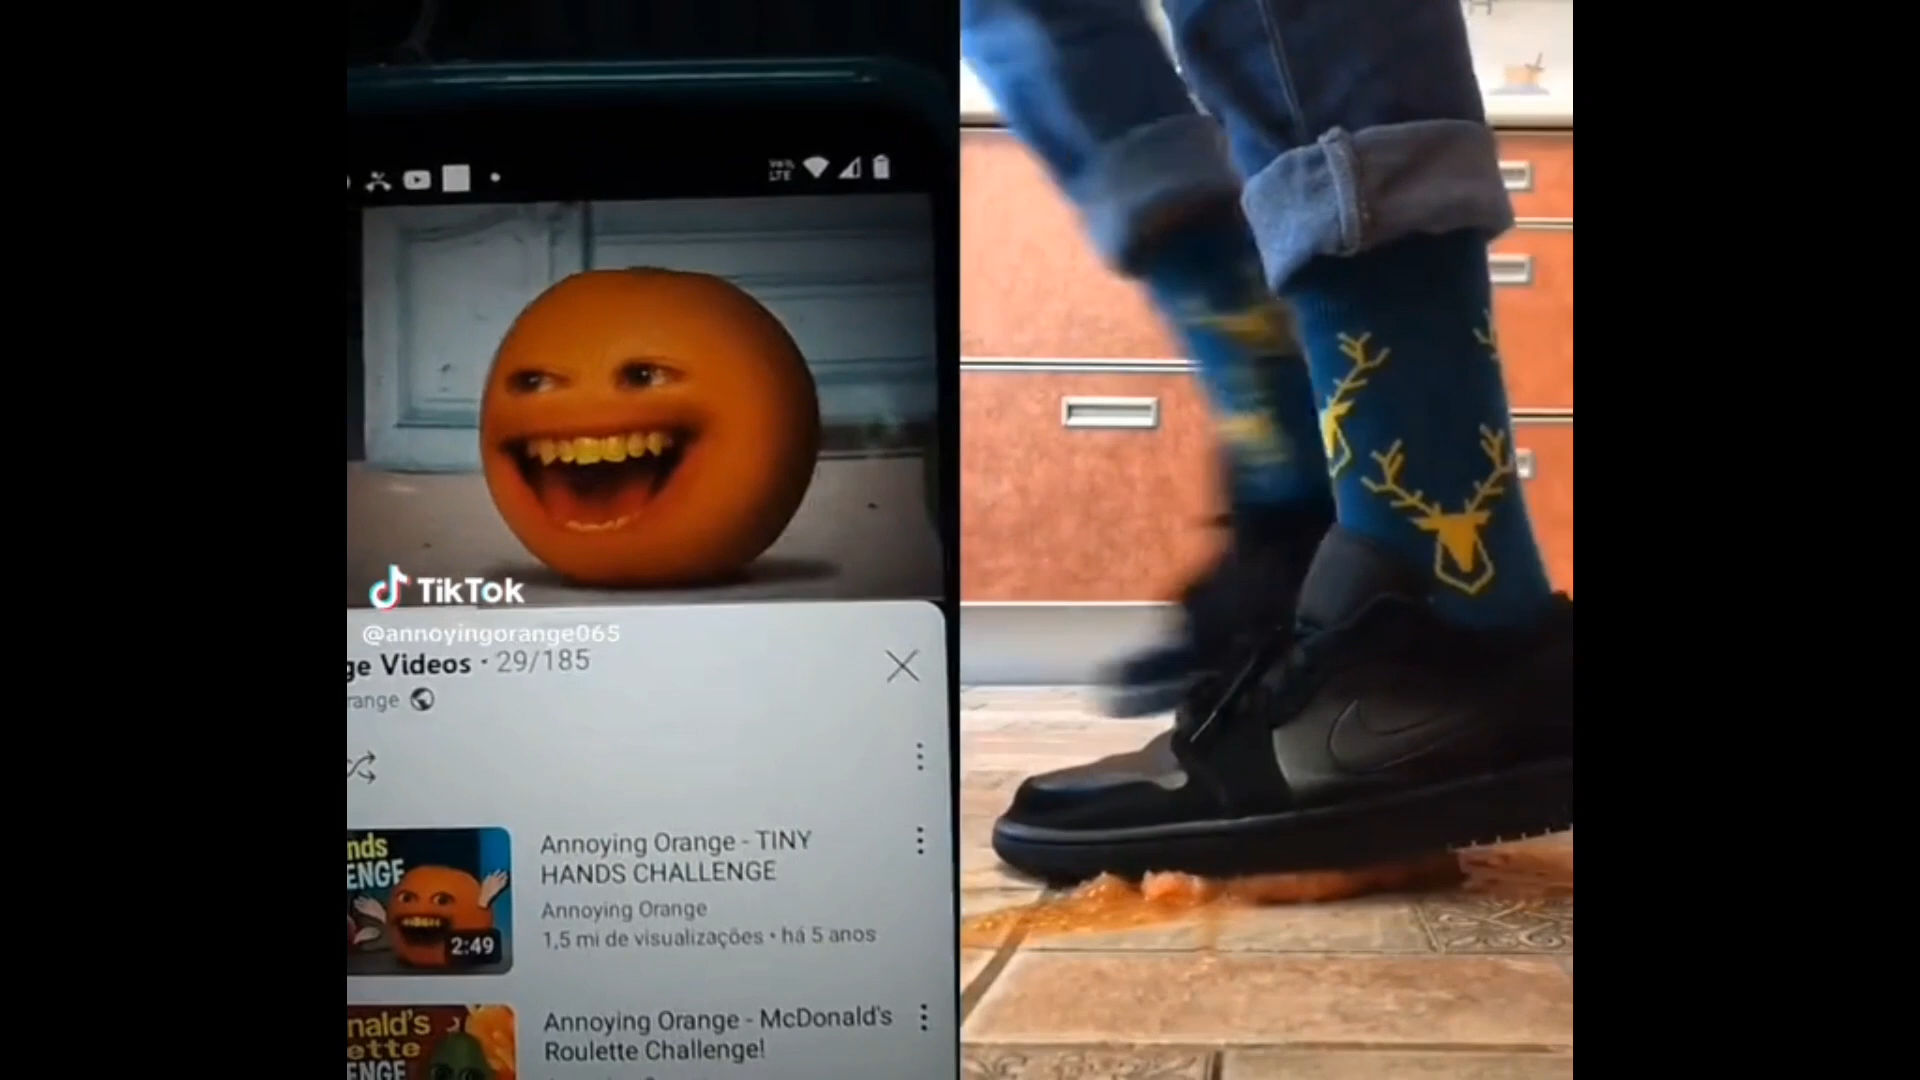 TikTok
@annoyingorange065
ge Videos · 29/185
range
Annoying Orange - TINY
HANDS CHALLENGE
Annoying Orange
1,5 mi de visualizações • há 5 anos
nds
ENGE
2:49
Annoying Orange - McDonald's
Roulette Challenge!
nald's
ette
ENGE